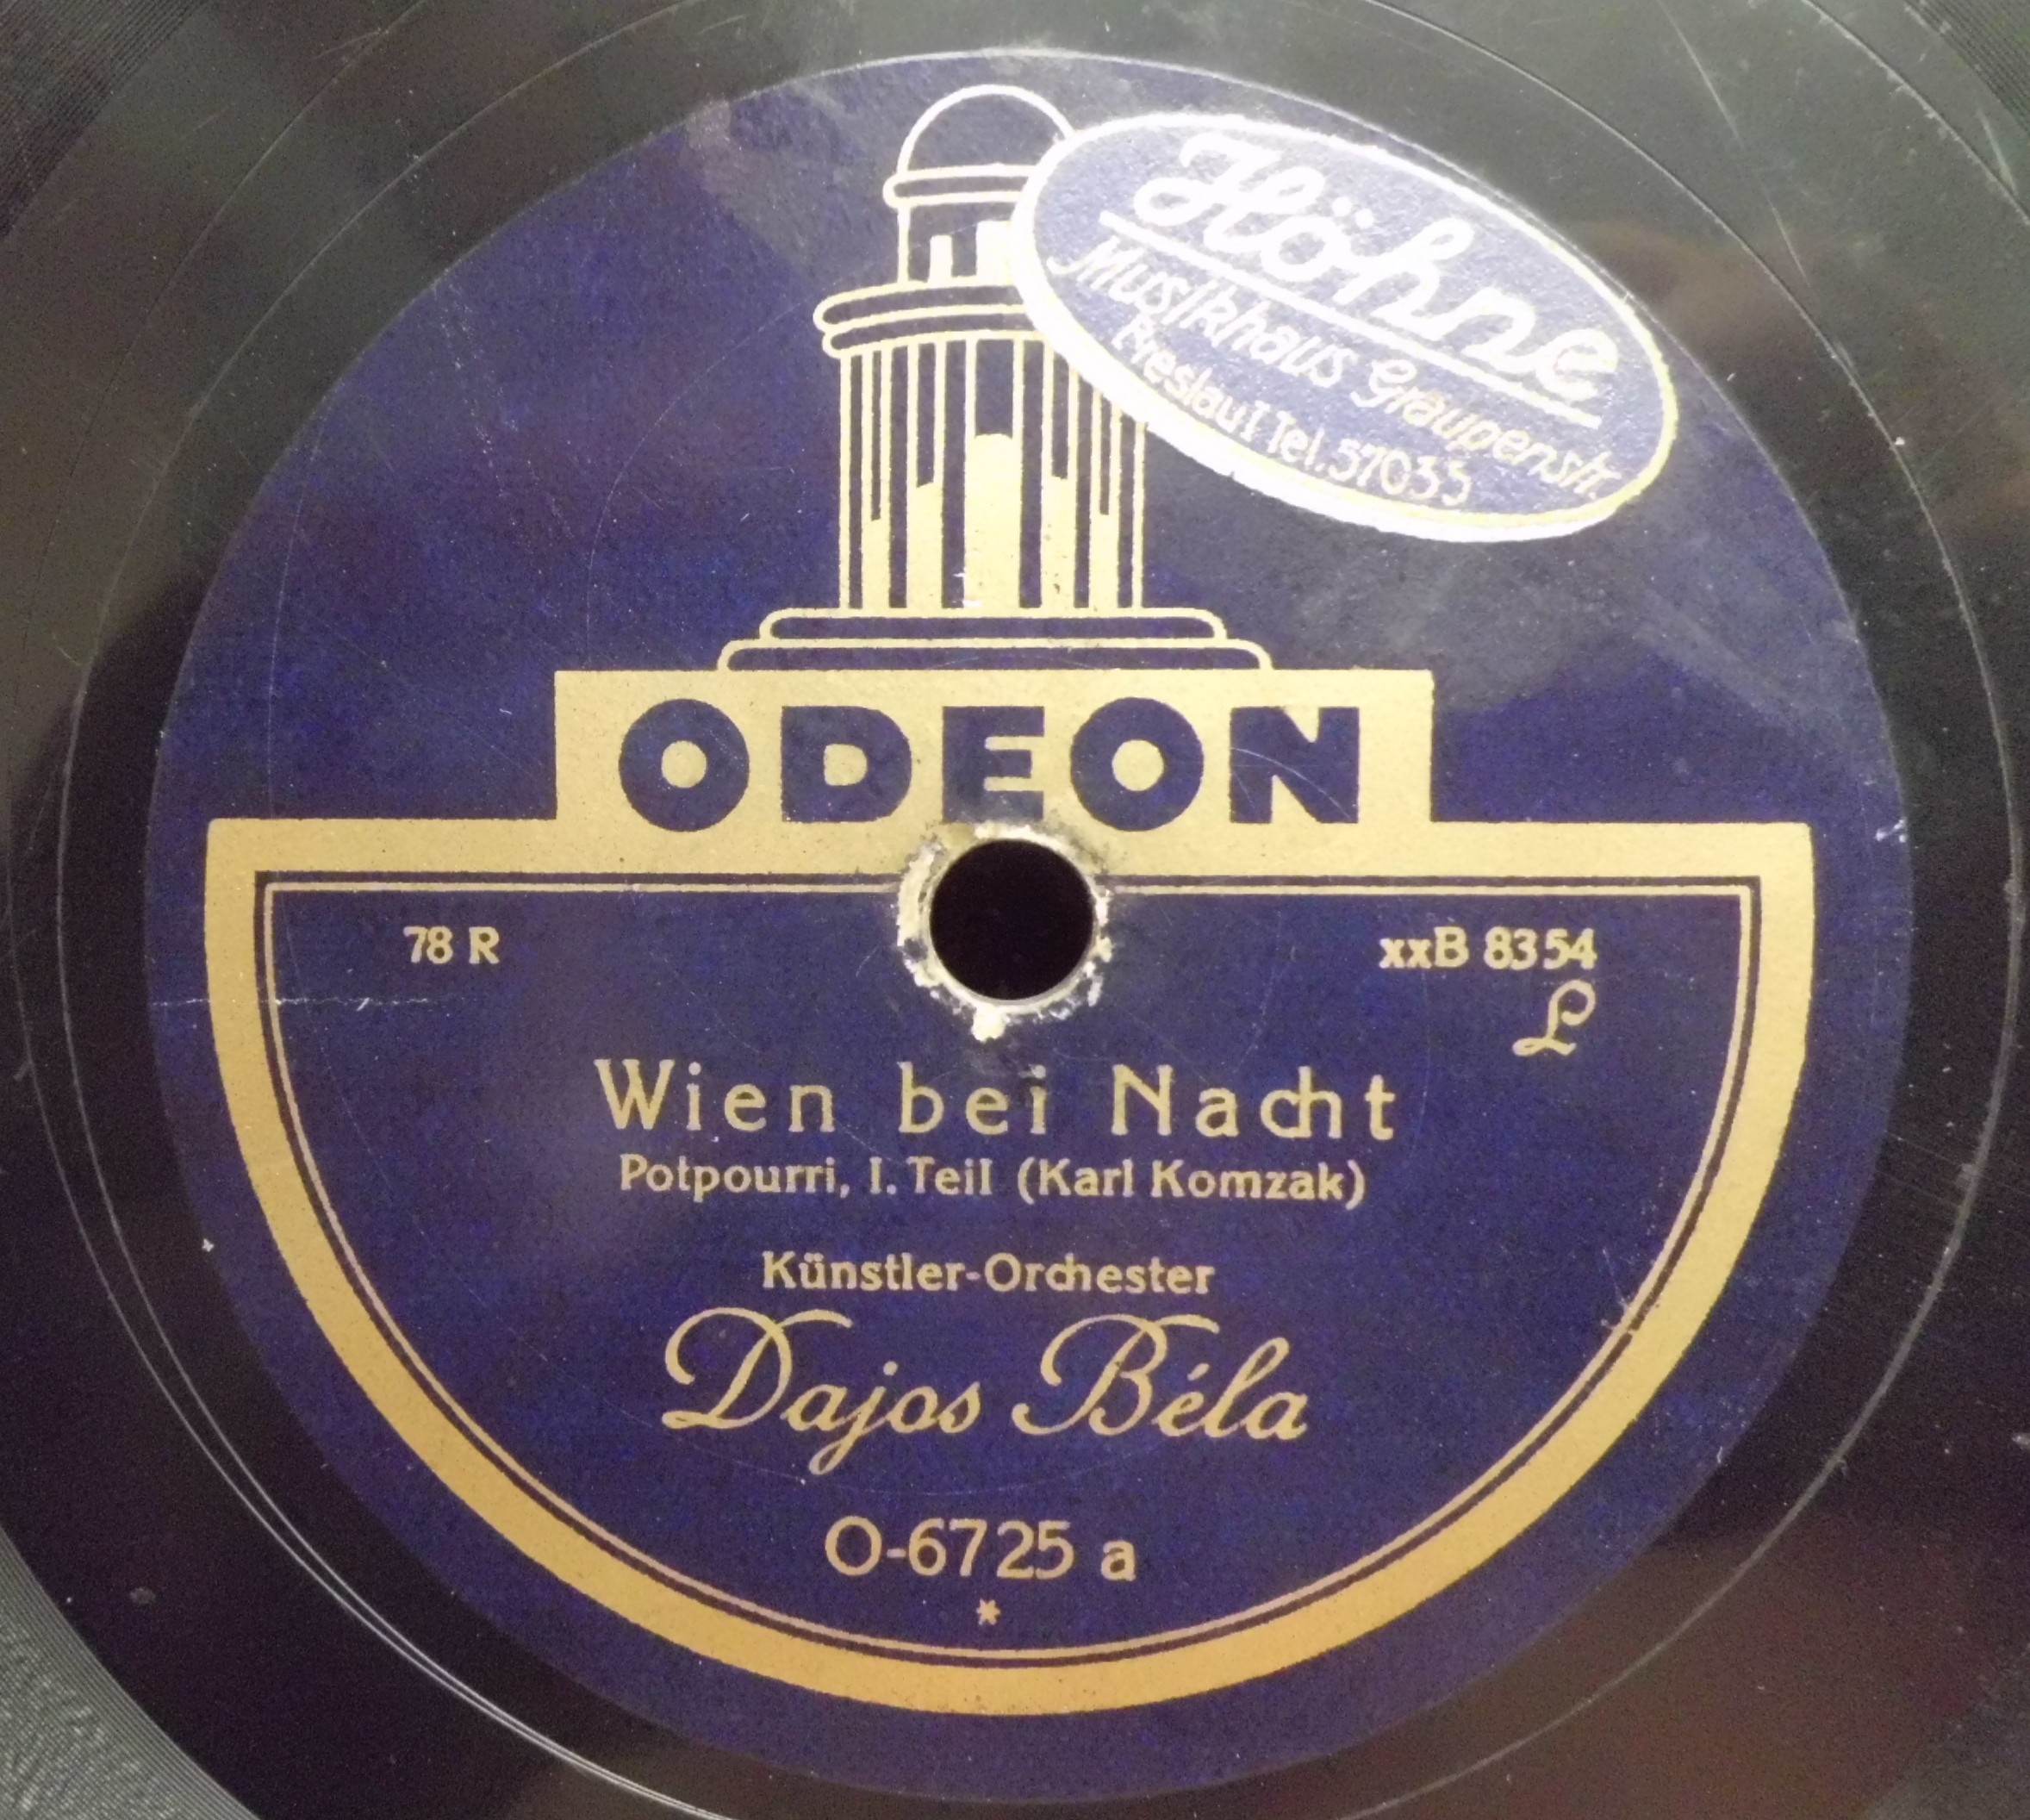 Höhne
Musikhaus Graupenstr.
Breslau 1 Tel. 57035
ODEON
78 R
xxB 8354
L
Wien bei Nacht
Potpourri, I. Teil (Karl Komzak)
Künstler-Orchester
Dajos Béla
O-6725 a
*